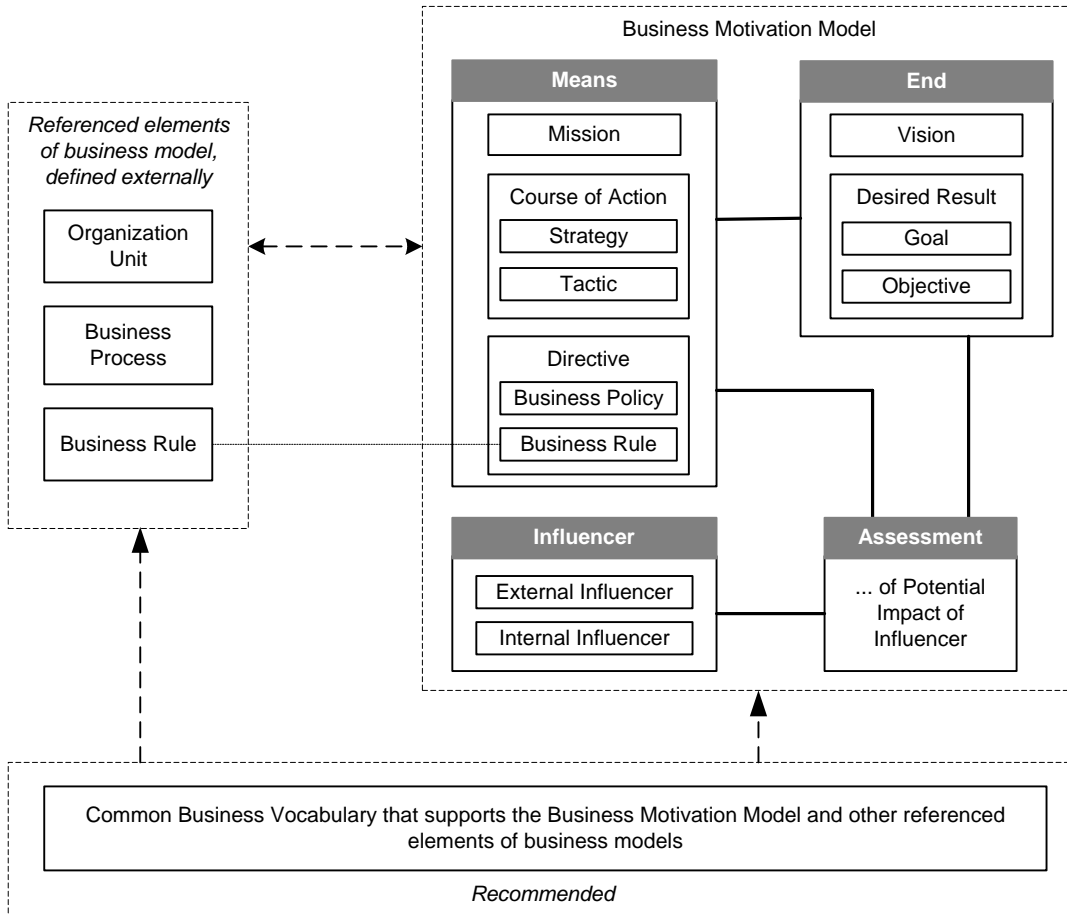 Business Motivation Model
Referenced elements
of business model,
defined externally
Organization
Unit
Business
Process
Business Rule
Means
Mission
Course of Action
Strategy
Tactic
Directive
Business Policy
Business Rule
End
Vision
Desired Result
Goal
Objective
Influencer
External Influencer
Internal Influencer
Assessment
... of Potential
Impact of
Influencer
Common Business Vocabulary that supports the Business Motivation Model and other referenced
elements of business models
Recommended